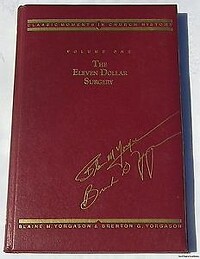 CLASSIC MOMENTS IN CHURCH HISTORY
VOLUME ONE
THE
ELEVEN DOLLAR
SURGERY
BLAINE M. YORGASON & BRENTON G. YORGASON